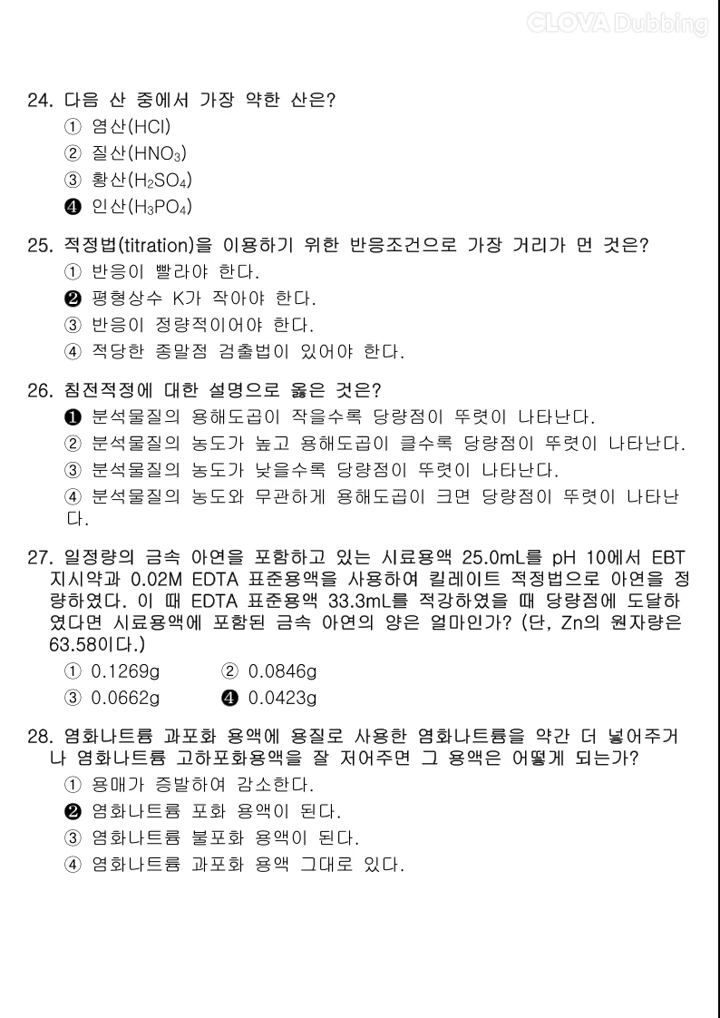 CLOVA Dubbing
24. 다음 산 중에서 가장 약한 산은?
① 염산(HCl)
② 질산(HNO₃)
③ 황산(H₂SO₄)
❹ 인산(H₃PO₄)
25. 적정법(titration)을 이용하기 위한 반응조건으로 가장 거리가 먼 것은?
① 반응이 빨라야 한다.
❷ 평형상수 K가 작아야 한다.
③ 반응이 정량적이어야 한다.
④ 적당한 종말점 검출법이 있어야 한다.
26. 침전적정에 대한 설명으로 옳은 것은?
❶ 분석물질의 용해도곱이 작을수록 당량점이 뚜렷이 나타난다.
② 분석물질의 농도가 높고 용해도곱이 클수록 당량점이 뚜렷이 나타난다.
③ 분석물질의 농도가 낮을수록 당량점이 뚜렷이 나타난다.
④ 분석물질의 농도와 무관하게 용해도곱이 크면 당량점이 뚜렷이 나타난
다.
27. 일정량의 금속 아연을 포함하고 있는 시료용액 25.0mL를 pH 10에서 EBT
지시약과 0.02M EDTA 표준용액을 사용하여 킬레이트 적정법으로 아연을 정
량하였다. 이 때 EDTA 표준용액 33.3mL를 적강하였을 때 당량점에 도달하
였다면 시료용액에 포함된 금속 아연의 양은 얼마인가? (단, Zn의 원자량은
63.58이다.)
① 0.1269g ② 0.0846g
③ 0.0662g ❹ 0.0423g
28. 염화나트륨 과포화 용액에 용질로 사용한 염화나트륨을 약간 더 넣어주거
나 염화나트륨 고하포화용액을 잘 저어주면 그 용액은 어떻게 되는가?
① 용매가 증발하여 감소한다.
❷ 염화나트륨 포화 용액이 된다.
③ 염화나트륨 불포화 용액이 된다.
④ 염화나트륨 과포화 용액 그대로 있다.